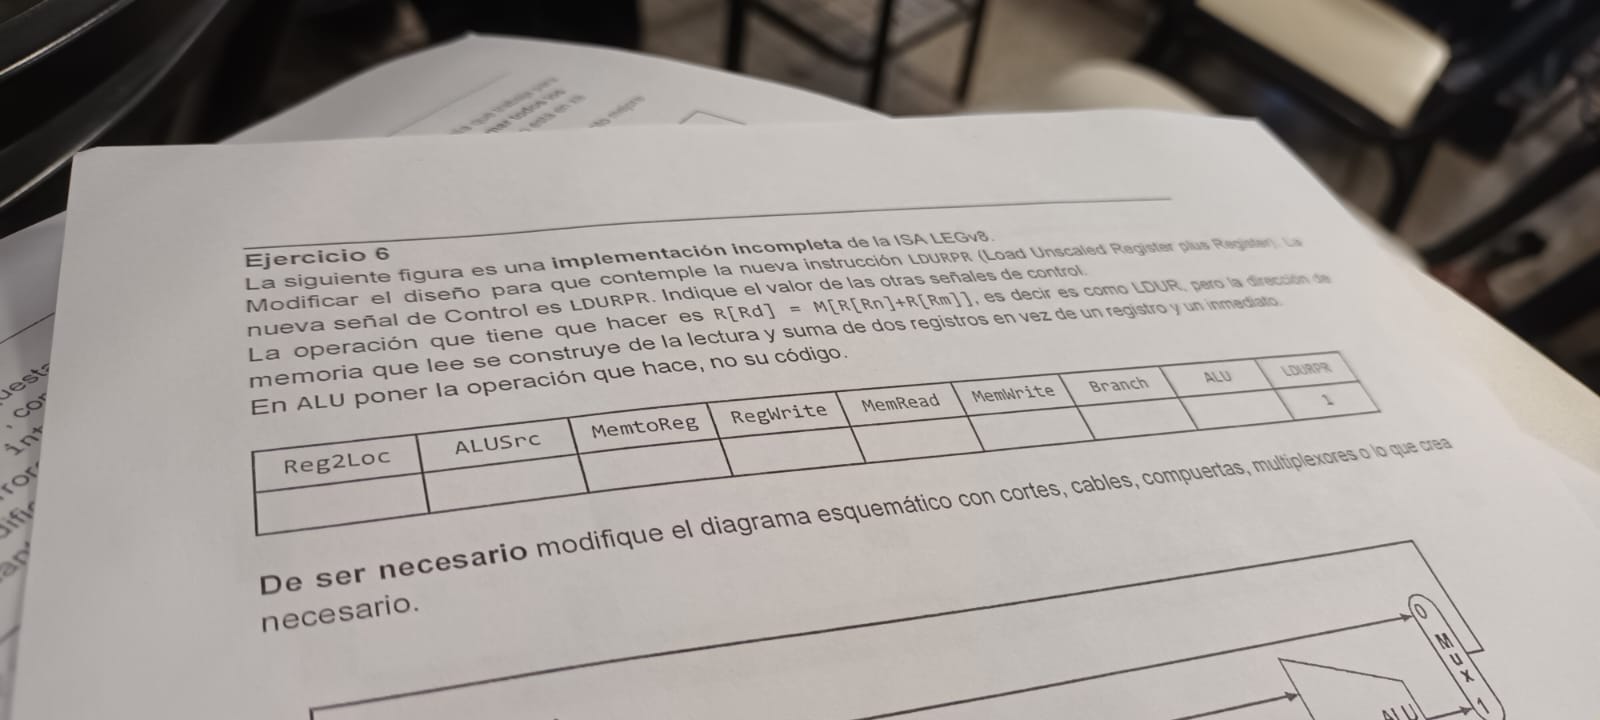 Ejercicio 6
La siguiente figura es una implementación incompleta de la ISA LEGv8.
Modificar el diseño para que contemple la nueva instrucción LDURPR (Load Unscaled Register plus Register). La
nueva señal de Control es LDURPR. Indique el valor de las otras señales de control.
La operación que tiene que hacer es R[Rd] = M[R[Rn]+R[Rm]], es decir es como LDUR, pero la dirección de
memoria que lee se construye de la lectura y suma de dos registros en vez de un registro y un inmediato.
En ALU poner la operación que hace, no su código.
Reg2Loc ALUSrc MemtoReg RegWrite MemRead MemWrite Branch ALU LDURPR
1
De ser necesario modifique el diagrama esquemático con cortes, cables, compuertas, multiplexores o lo que crea
necesario.
0
Mux
1
ALU